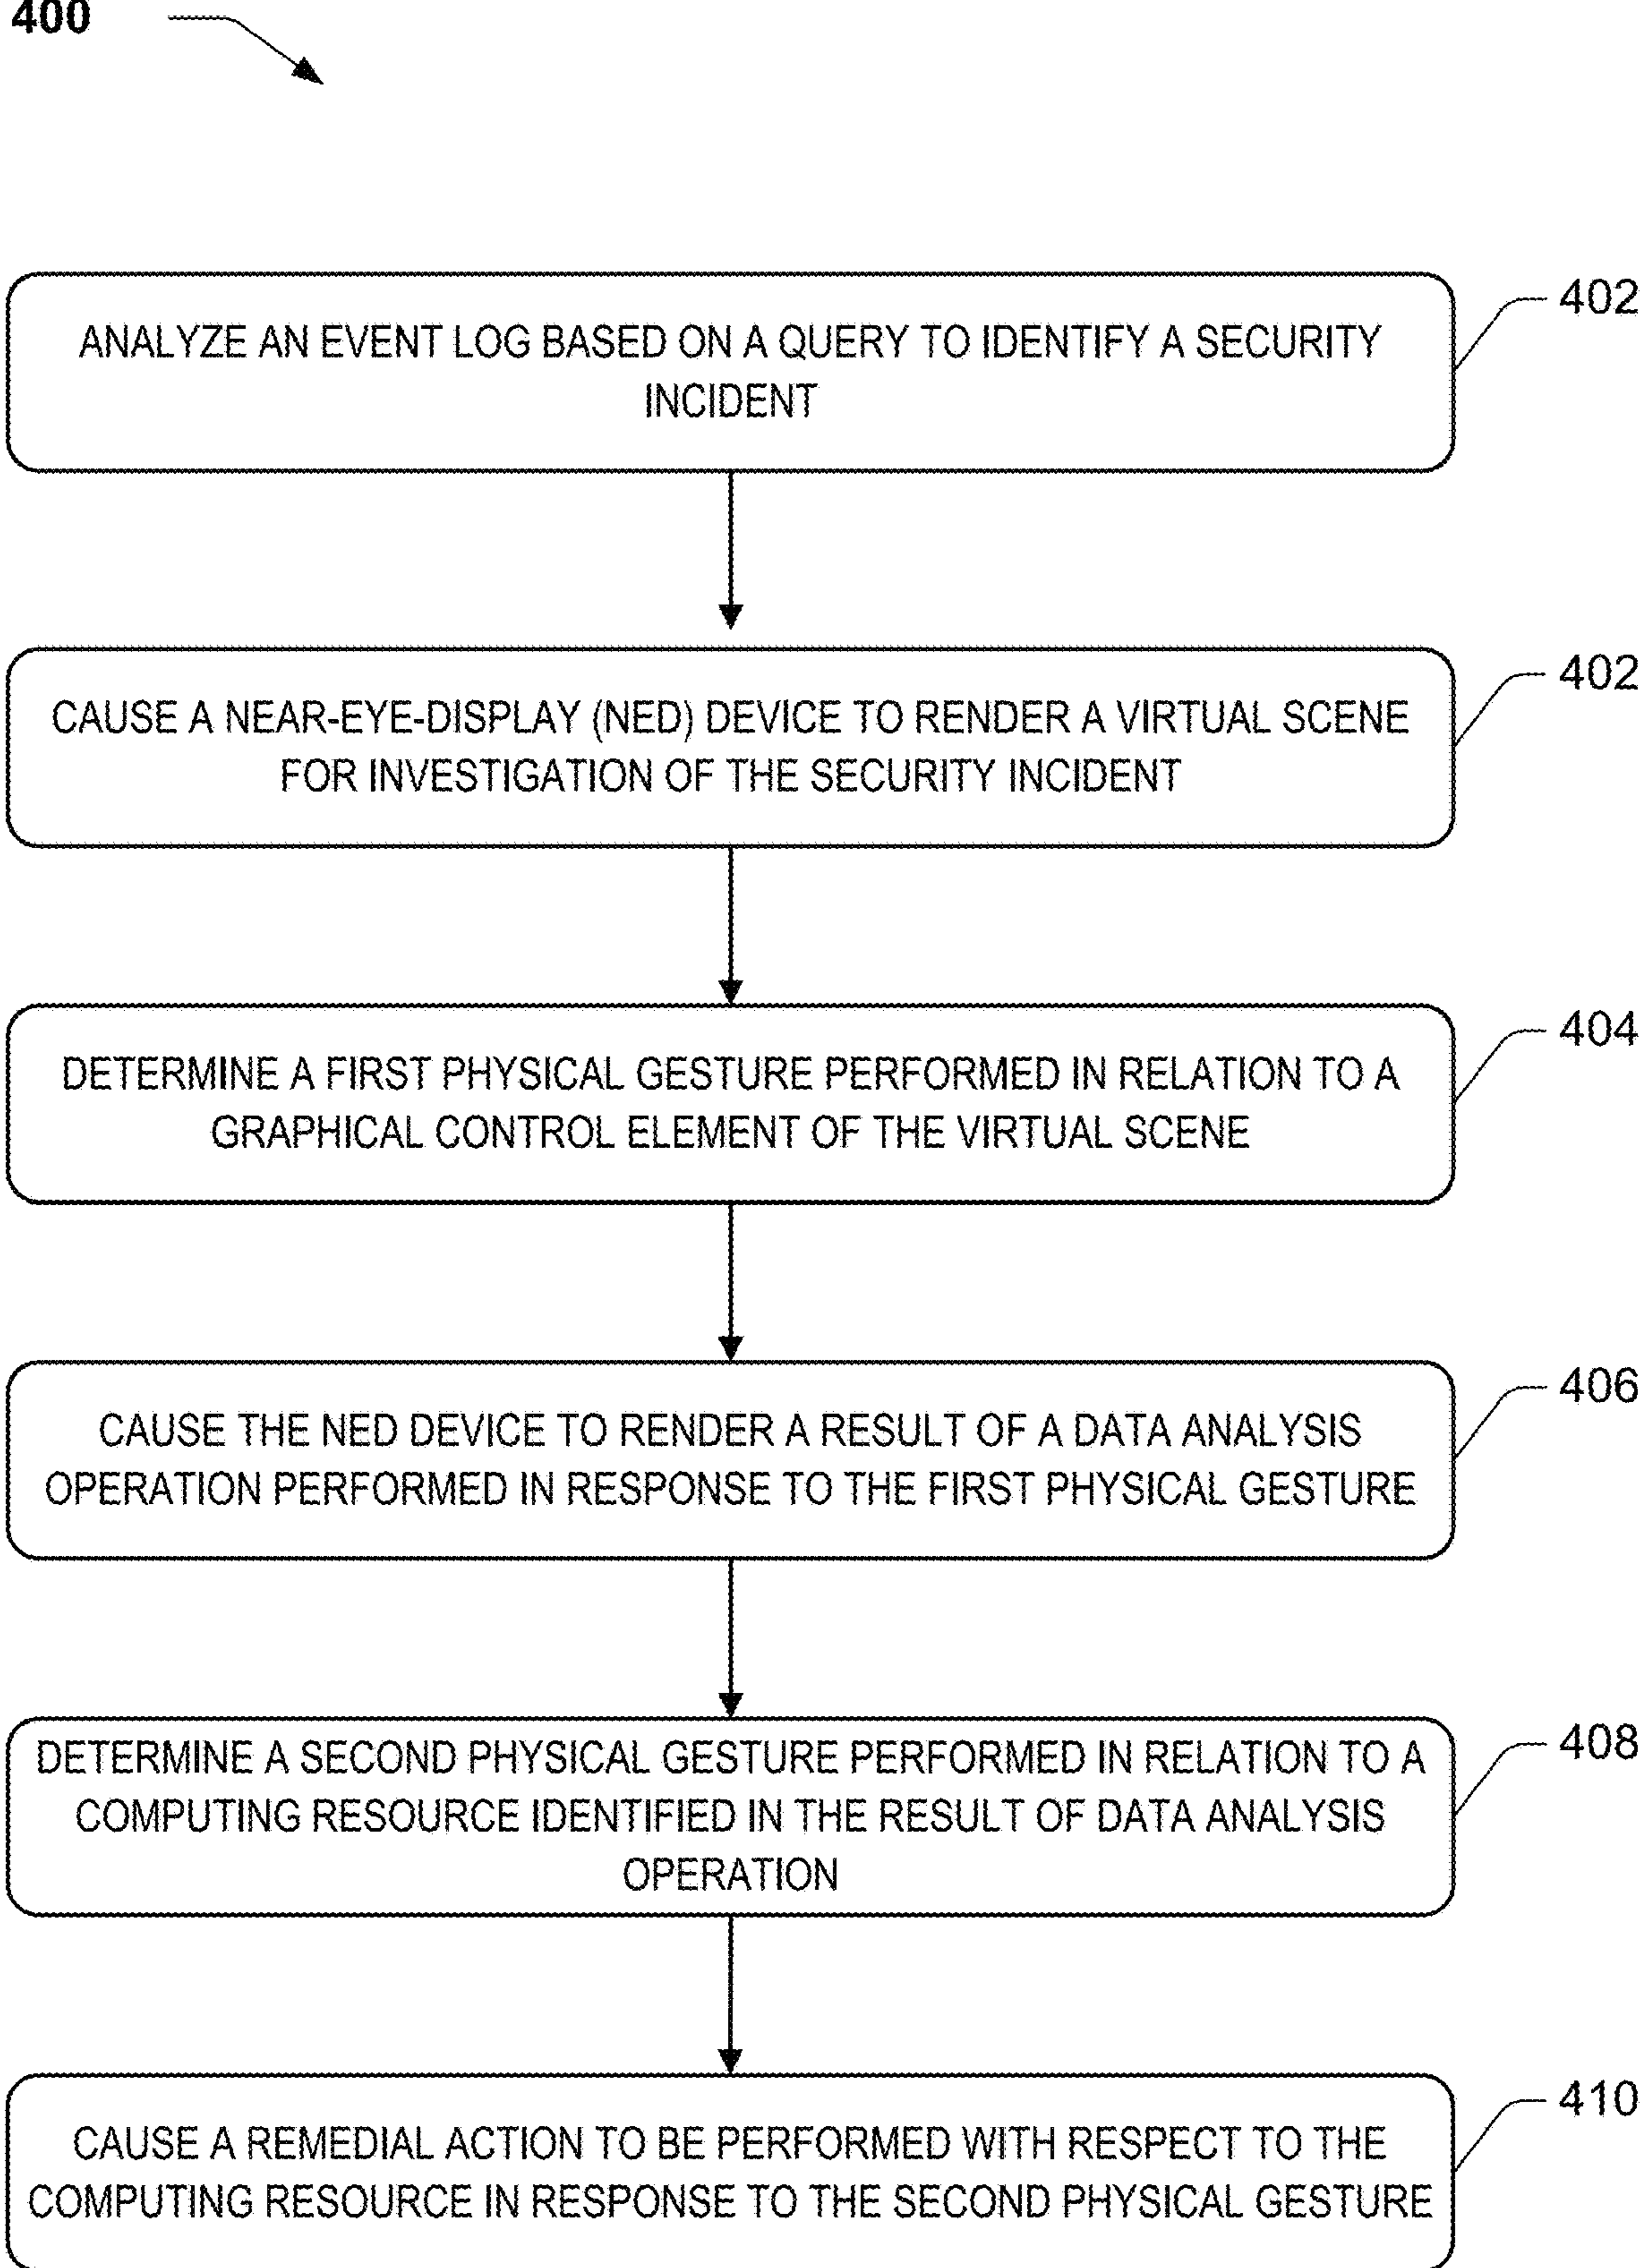 400
402
ANALYZE AN EVENT LOG BASED ON A QUERY TO IDENTIFY A SECURITY
INCIDENT
402
CAUSE A NEAR-EYE-DISPLAY (NED) DEVICE TO RENDER A VIRTUAL SCENE
FOR INVESTIGATION OF THE SECURITY INCIDENT
404
DETERMINE A FIRST PHYSICAL GESTURE PERFORMED IN RELATION TO A
GRAPHICAL CONTROL ELEMENT OF THE VIRTUAL SCENE
406
CAUSE THE NED DEVICE TO RENDER A RESULT OF A DATA ANALYSIS
OPERATION PERFORMED IN RESPONSE TO THE FIRST PHYSICAL GESTURE
408
DETERMINE A SECOND PHYSICAL GESTURE PERFORMED IN RELATION TO A
COMPUTING RESOURCE IDENTIFIED IN THE RESULT OF DATA ANALYSIS
OPERATION
410
CAUSE A REMEDIAL ACTION TO BE PERFORMED WITH RESPECT TO THE
COMPUTING RESOURCE IN RESPONSE TO THE SECOND PHYSICAL GESTURE